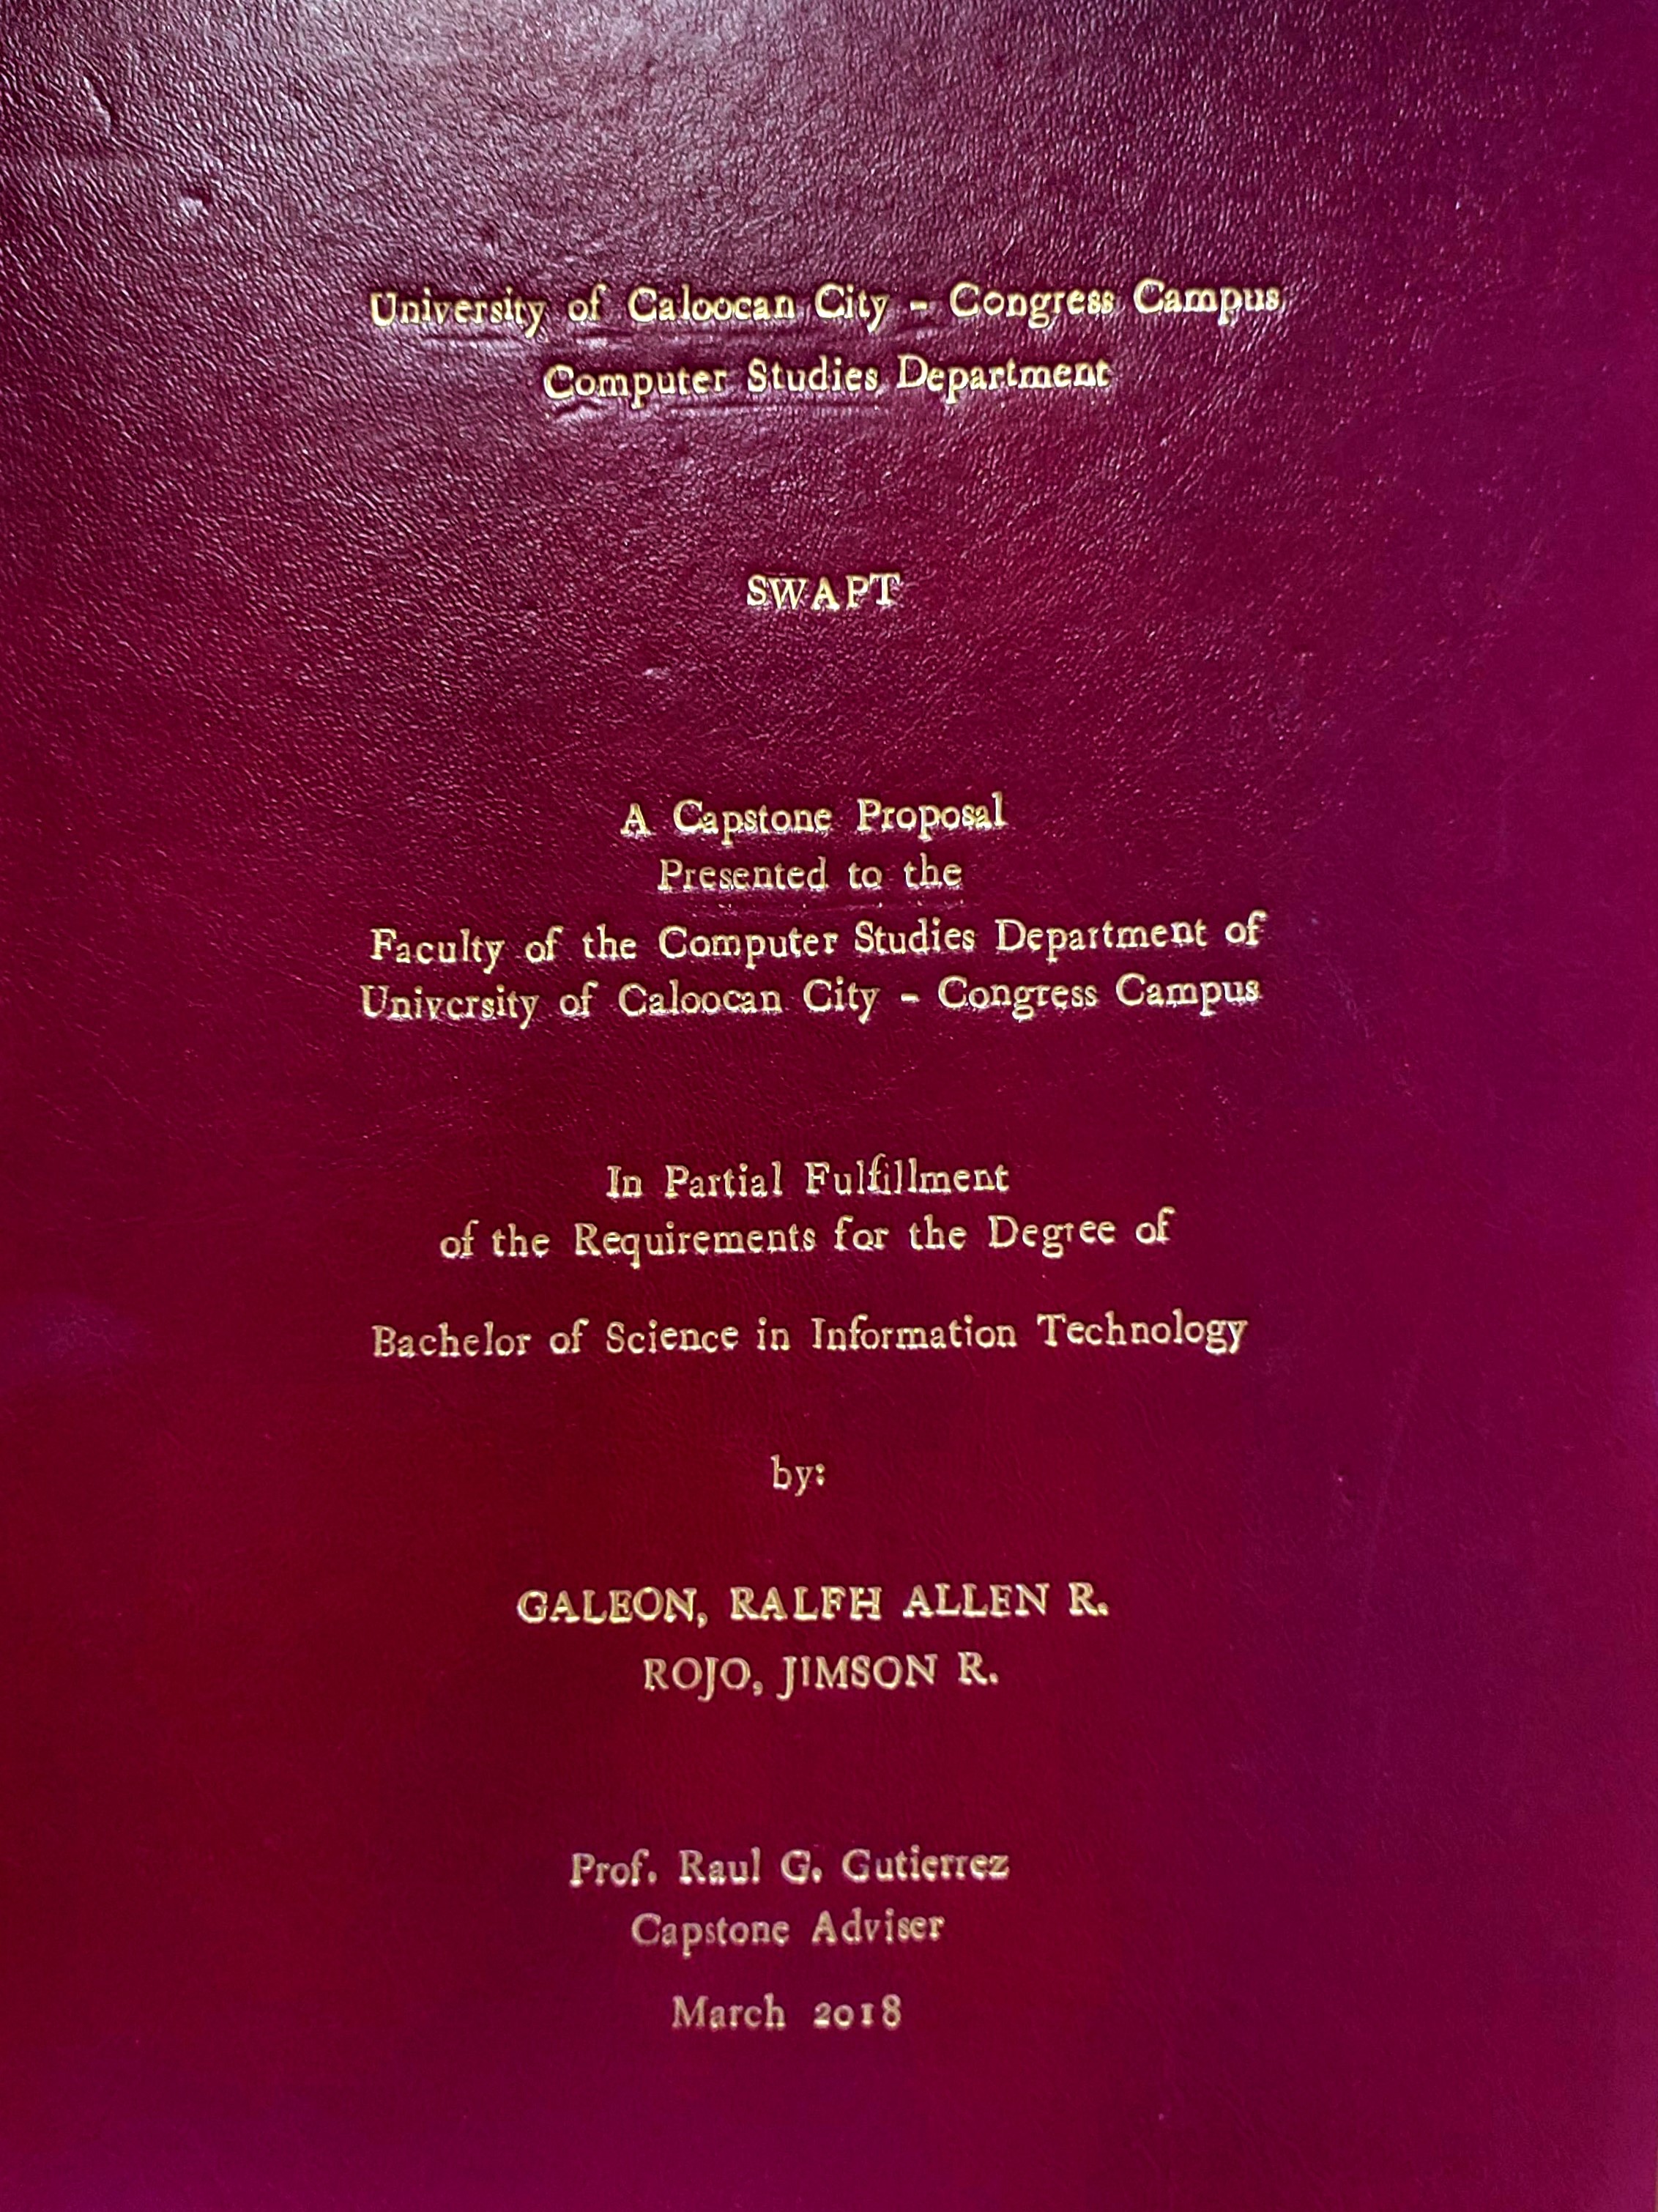 University of Caloocan City - Congress Campus
Computer Studies Department
SWAPT
A Capstone Proposal
Presented to the
Faculty of the Computer Studies Department of
University of Caloocan City - Congress Campus
In Partial Fulfillment
of the Requirements for the Degree of
Bachelor of Science in Information Technology
by:
GALEON, RALPH ALLEN R.
ROJO, JIMSON R.
Prof. Raul G. Gutierrez
Capstone Adviser
March 2018